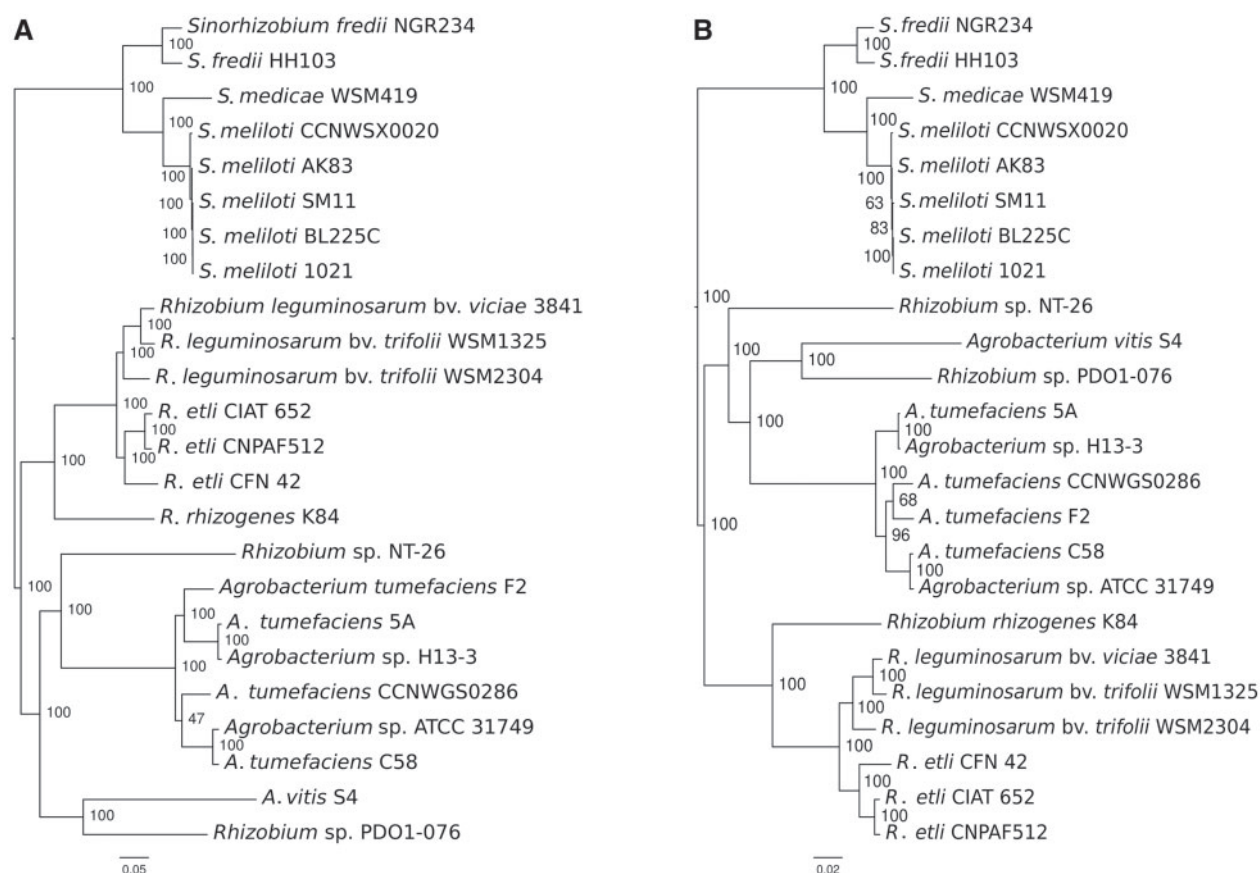 A
Sinorhizobium fredii NGR234
100
S. fredii HH103
100
S. medicae WSM419
100
S. meliloti CCNWSX0020
S. meliloti AK83
100
S. meliloti SM11
100
S. meliloti BL225C
100
100
S. meliloti 1021
Rhizobium leguminosarum bv. viciae 3841
100
R. leguminosarum bv. trifolii WSM1325
100
R. leguminosarum bv. trifolii WSM2304
R. etli CIAT 652
100
100
R. etli CNPAF512
100
100
R. etli CFN 42
R. rhizogenes K84
Rhizobium sp. NT-26
100
100
Agrobacterium tumefaciens F2
100
A. tumefaciens 5A
100
Agrobacterium sp. H13-3
100
A. tumefaciens CCNWGS0286
100
47
Agrobacterium sp. ATCC 31749
100
A. tumefaciens C58
A. vitis S4
100
Rhizobium sp. PDO1-076
0.05
B
S. fredii NGR234
100
S. fredii HH103
100
S. medicae WSM419
100
S. meliloti CCNWSX0020
S. meliloti AK83
100
S. meliloti SM11
63
83
S. meliloti BL225C
100
S. meliloti 1021
100
Rhizobium sp. NT-26
100
Agrobacterium vitis S4
100
Rhizobium sp. PDO1-076
100
A. tumefaciens 5A
100
Agrobacterium sp. H13-3
100
A. tumefaciens CCNWGS0286
68
A. tumefaciens F2
100
96
A. tumefaciens C58
100
Agrobacterium sp. ATCC 31749
Rhizobium rhizogenes K84
R. leguminosarum bv. viciae 3841
100
100
R. leguminosarum bv. trifolii WSM1325
100
R. leguminosarum bv. trifolii WSM2304
100
R. etli CFN 42
100
R. etli CIAT 652
100
R. etli CNPAF512
0.02